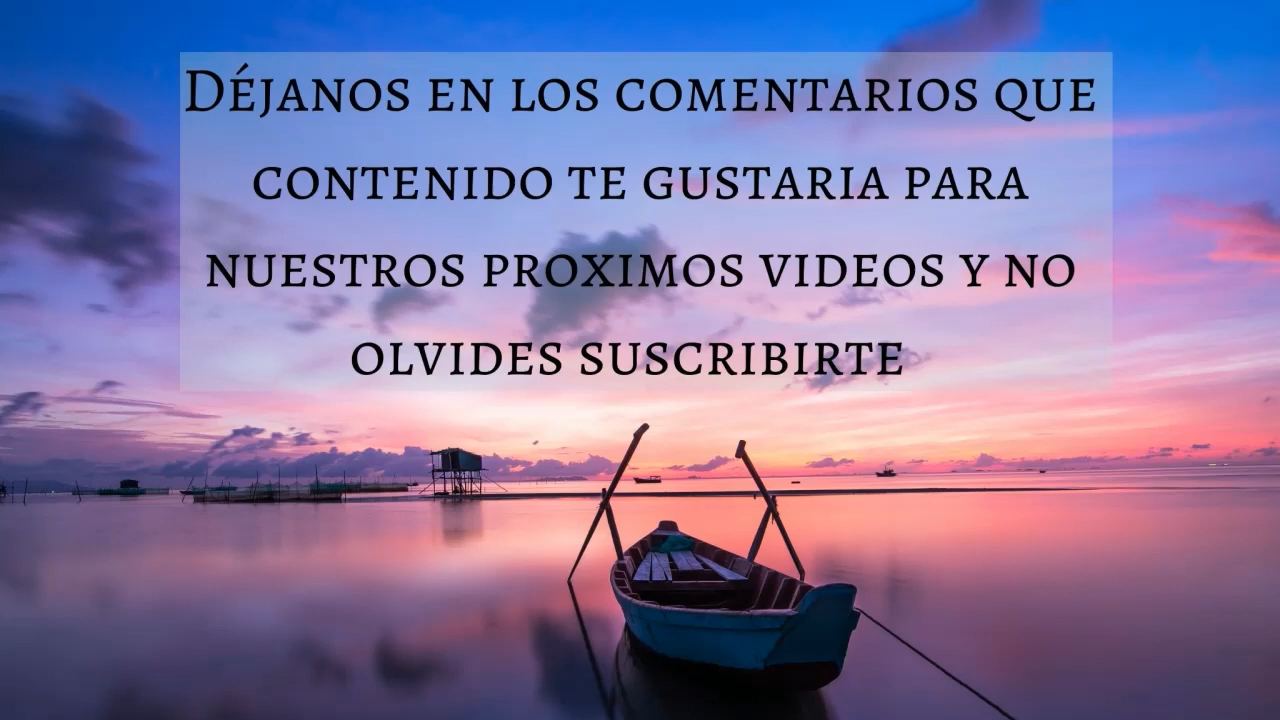 Déjanos en los comentarios que
contenido te gustaria para
nuestros proximos videos y no
olvides suscribirte